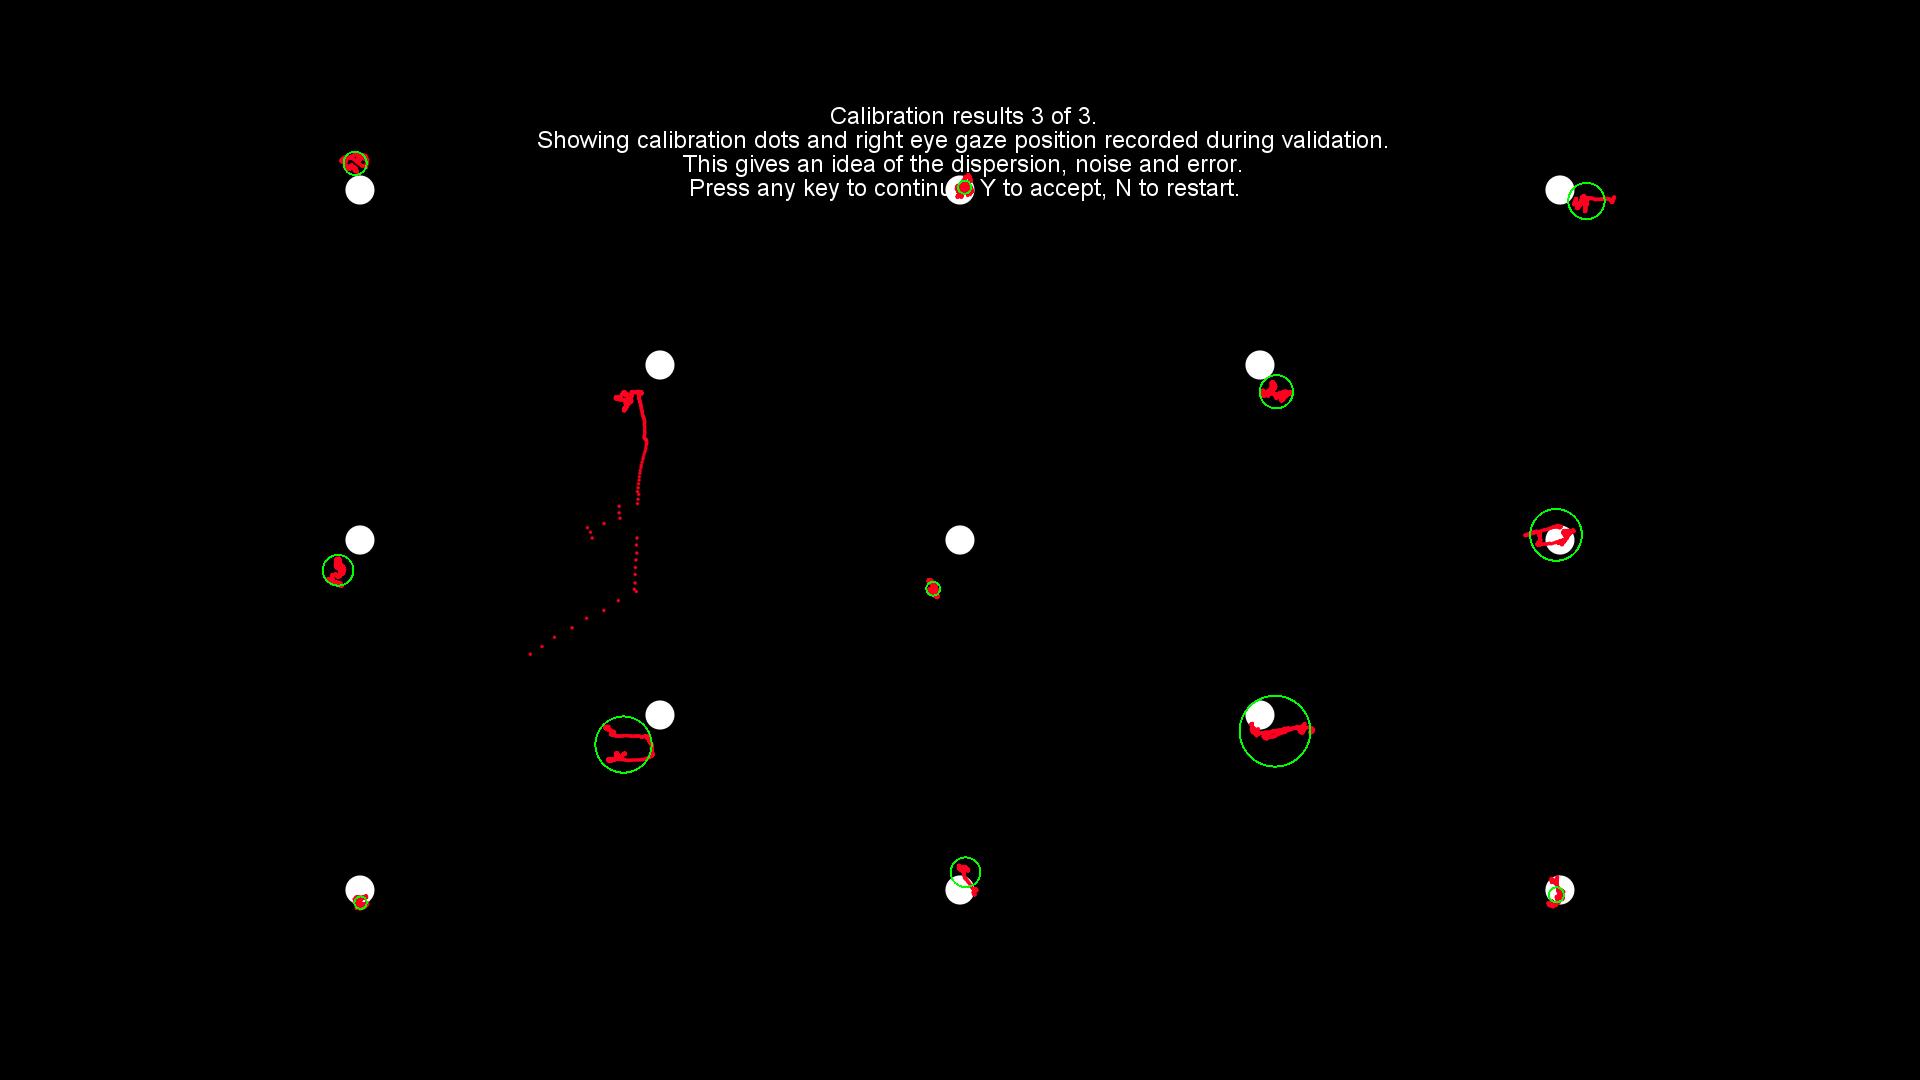 Calibration results 3 of 3.
Showing calibration dots and right eye gaze position recorded during validation.
This gives an idea of the dispersion, noise and error.
Press any key to continu Y to accept, N to restart.